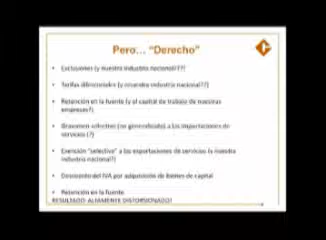 Pero... "Derecho"
• Exclusiones (y nuestra industria nacional???)
• Tarifas diferenciales (y nuestra industria nacional??)
• Retención en la fuente (y el capital de trabajo de nuestras
empresas?)
• Gravamen selectivo (no generalizado) a las importaciones de
servicios (?)
• Exención "selectiva" a las exportaciones de servicios (y nuestra
industria nacional?)
• Descuento del IVA por adquisición de bienes de capital
• Retención en la fuente
RESULTADO: ALTAMENTE DISTORSIONADO!